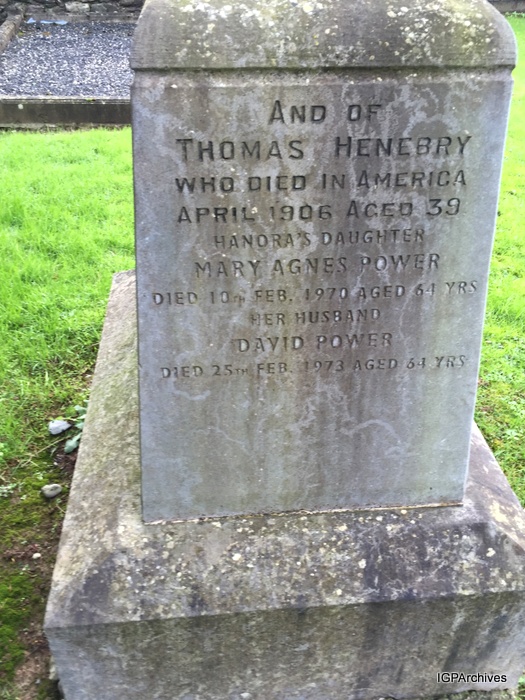 And of
Thomas Henebry
who died in America
April 1906 Aged 39
Hanora's Daughter
Mary Agnes Power
Died 10th Feb. 1970 Aged 64 Yrs
Her Husband
David Power
Died 25th Feb. 1973 Aged 64 Yrs
IGPArchives